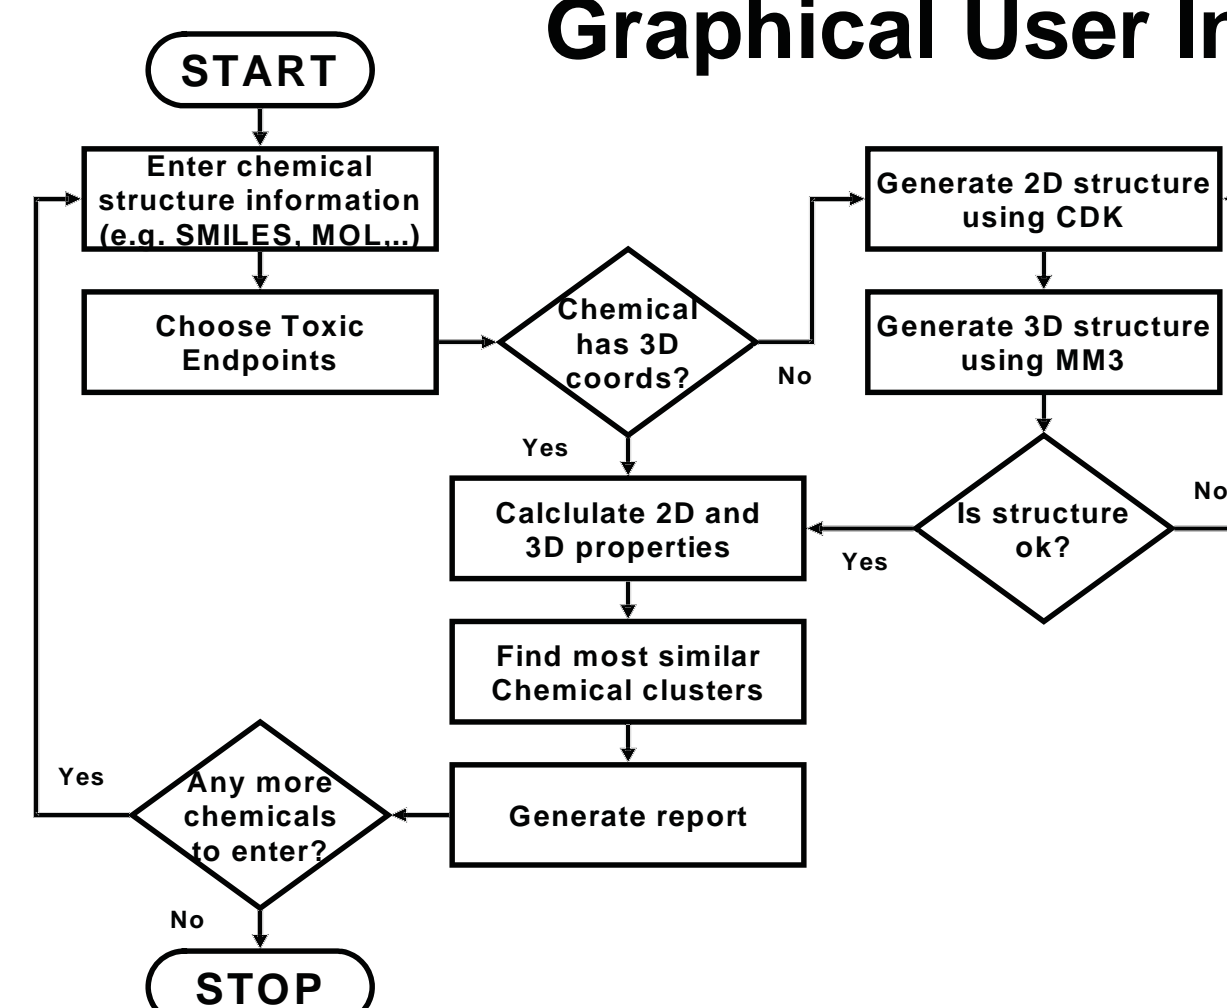 Graphical User In
START
Enter chemical
structure information
(e.g. SMILES, MOL,..)
Choose Toxic
Endpoints
Chemical
has 3D
coords?
No
Yes
Generate 2D structure
using CDK
Generate 3D structure
using MM3
Is structure
ok?
No
Yes
Calclulate 2D and
3D properties
Find most similar
Chemical clusters
Generate report
Any more
chemicals
to enter?
Yes
No
STOP